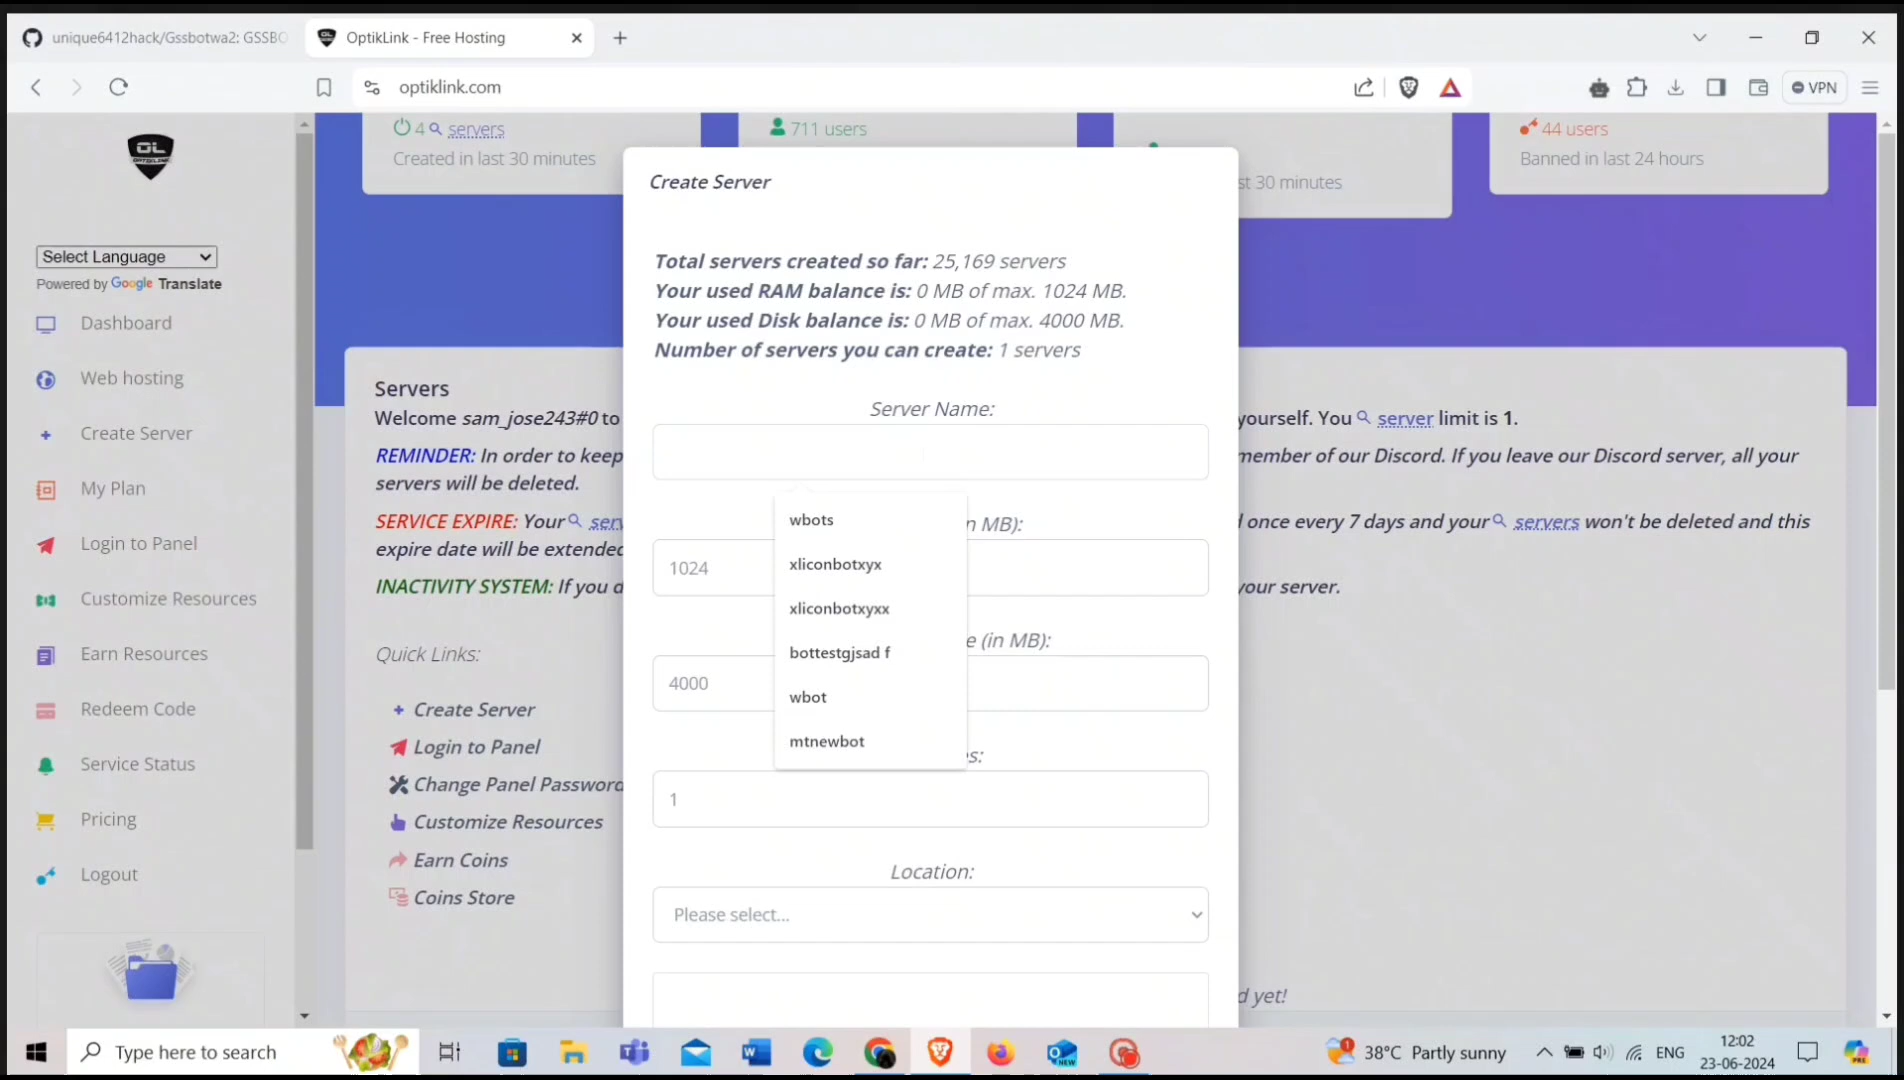 unique6412hack/Gssbotwa2: GSSBO
OptikLink - Free Hosting
optiklink.com
VPN
OL
OPTIKLINK
Select Language
Powered by Google Translate
Dashboard
Web hosting
Create Server
My Plan
Login to Panel
Customize Resources
Earn Resources
Redeem Code
Service Status
Pricing
Logout
4 servers
Created in last 30 minutes
711 users
st 30 minutes
44 users
Banned in last 24 hours
Servers
Welcome sam_jose243#0 to
yourself. You server limit is 1.
REMINDER: In order to keep
member of our Discord. If you leave our Discord server, all your
servers will be deleted.
SERVICE EXPIRE: Your serv
once every 7 days and your servers won't be deleted and this
expire date will be extended
INACTIVITY SYSTEM: If you d
your server.
Quick Links:
Create Server
Login to Panel
Change Panel Password
Customize Resources
Earn Coins
Coins Store
d yet!
Create Server
Total servers created so far: 25,169 servers
Your used RAM balance is: 0 MB of max. 1024 MB.
Your used Disk balance is: 0 MB of max. 4000 MB.
Number of servers you can create: 1 servers
Server Name:
wbots
xliconbotxyx
xliconbotxyxx
bottestgjsad f
wbot
mtnewbot
n MB):
1024
e (in MB):
4000
s:
1
Location:
Please select...
Type here to search
38°C Partly sunny
ENG
12:02
23-06-2024